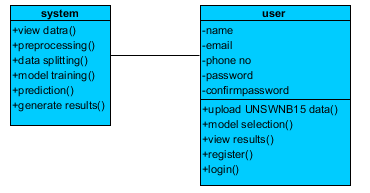 system
+view datra()
+preprocessing()
+data splitting()
+model training()
+prediction()
+generate results()
user
-name
-email
-phone no
-password
-confirmpassword
+upload UNSWNB15 data()
+model selection()
+view results()
+register()
+login()